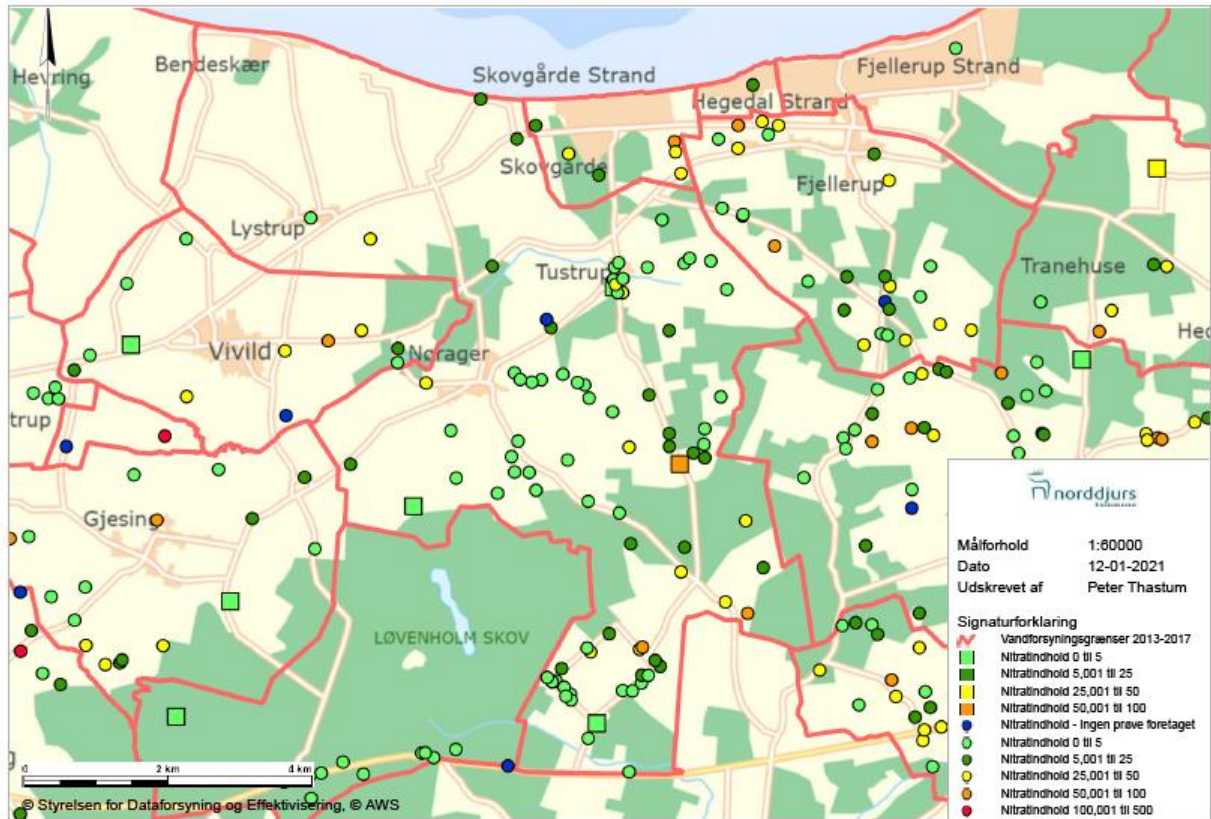 Hevring
Bendeskær
Skovgårde Strand
Fjellerup Strand
Hegedal Strand
Skovgårde
Fjellerup
Lystrup
Tustrup
Tranehuse
Vivild
Nørager
Hed
trup
Gjesing
LØVENHOLM SKOV
g
0 2 km 4 km
© Styrelsen for Dataforsyning og Effektivisering, © AWS
norddjurs
kommune
Målforhold 1:60000
Dato 12-01-2021
Udskrevet af Peter Thastum
Signaturforklaring
Vandforsyningsgrænser 2013-2017
Nitratindhold 0 til 5
Nitratindhold 5,001 til 25
Nitratindhold 25,001 til 50
Nitratindhold 50,001 til 100
Nitratindhold - Ingen prøve foretaget
Nitratindhold 0 til 5
Nitratindhold 5,001 til 25
Nitratindhold 25,001 til 50
Nitratindhold 50,001 til 100
Nitratindhold 100,001 til 500